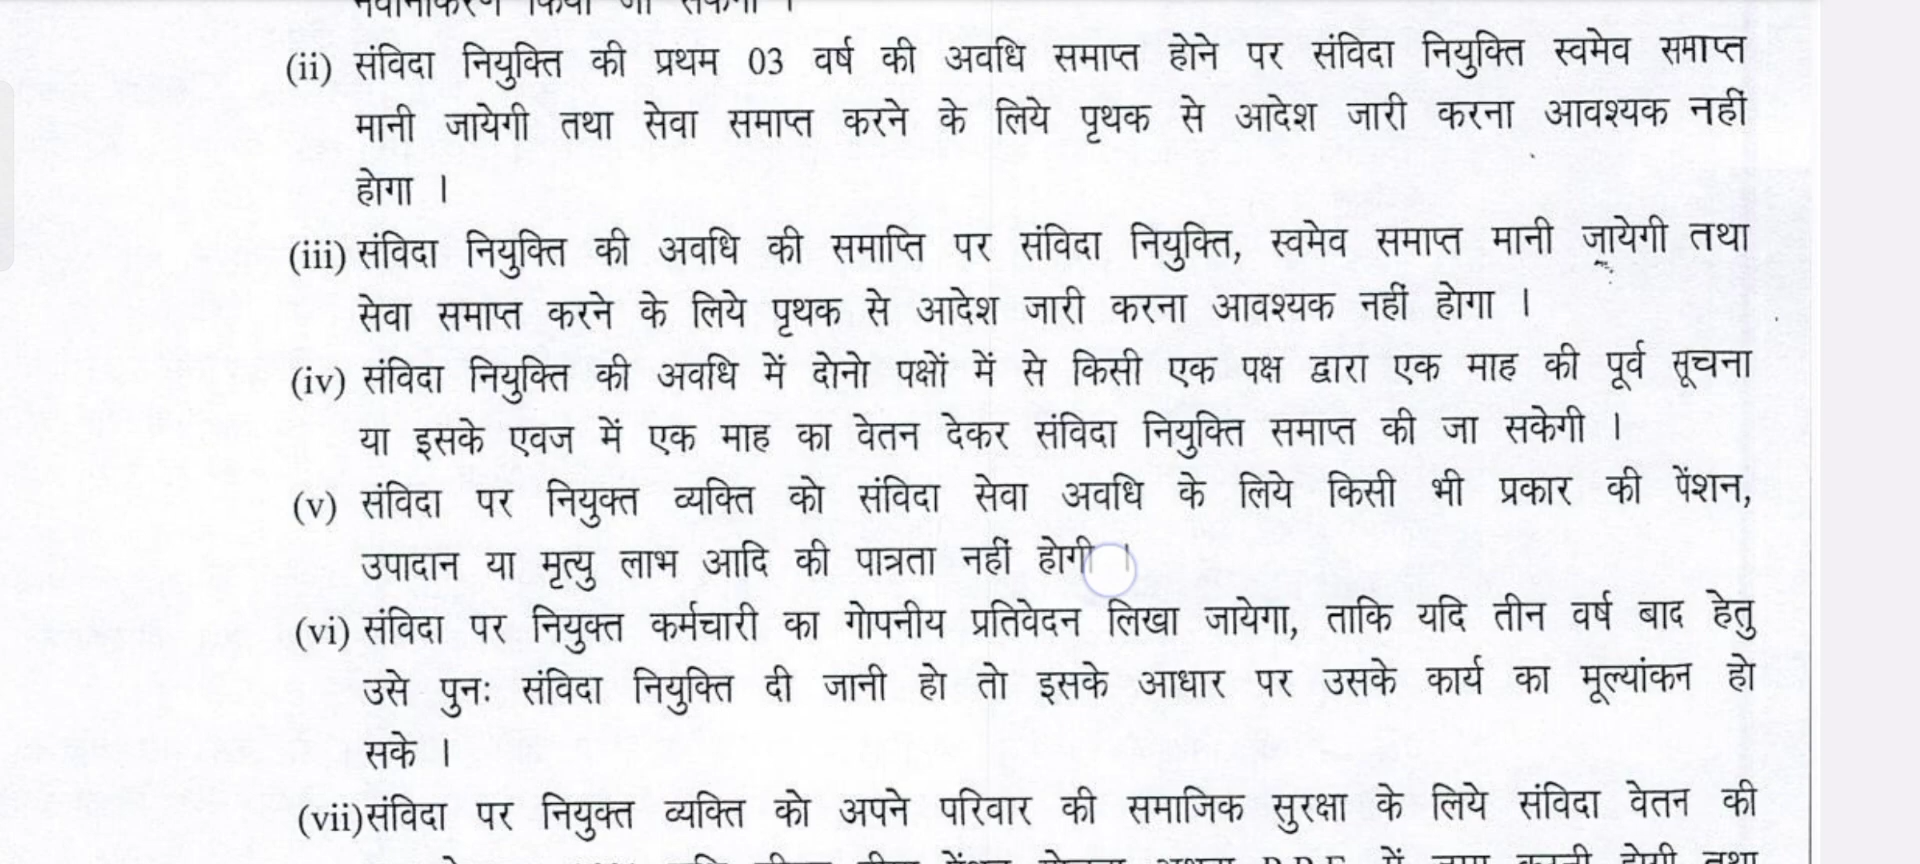 (ii) संविदा नियुक्ति की प्रथम 03 वर्ष की अवधि समाप्त होने पर संविदा नियुक्ति स्वमेव समाप्त
मानी जायेगी तथा सेवा समाप्त करने के लिये पृथक से आदेश जारी करना आवश्यक नहीं
होगा ।
(iii) संविदा नियुक्ति की अवधि की समाप्ति पर संविदा नियुक्ति, स्वमेव समाप्त मानी जायेगी तथा
सेवा समाप्त करने के लिये पृथक से आदेश जारी करना आवश्यक नहीं होगा ।
(iv) संविदा नियुक्ति की अवधि में दोनो पक्षों में से किसी एक पक्ष द्वारा एक माह की पूर्व सूचना
या इसके एवज में एक माह का वेतन देकर संविदा नियुक्ति समाप्त की जा सकेगी ।
(v) संविदा पर नियुक्त व्यक्ति को संविदा सेवा अवधि के लिये किसी भी प्रकार की पेंशन,
उपादान या मृत्यु लाभ आदि की पात्रता नहीं होगी ।
(vi) संविदा पर नियुक्त कर्मचारी का गोपनीय प्रतिवेदन लिखा जायेगा, ताकि यदि तीन वर्ष बाद हेतु
उसे पुनः संविदा नियुक्ति दी जानी हो तो इसके आधार पर उसके कार्य का मूल्यांकन हो
सके ।
(vii) संविदा पर नियुक्त व्यक्ति को अपने परिवार की समाजिक सुरक्षा के लिये संविदा वेतन की